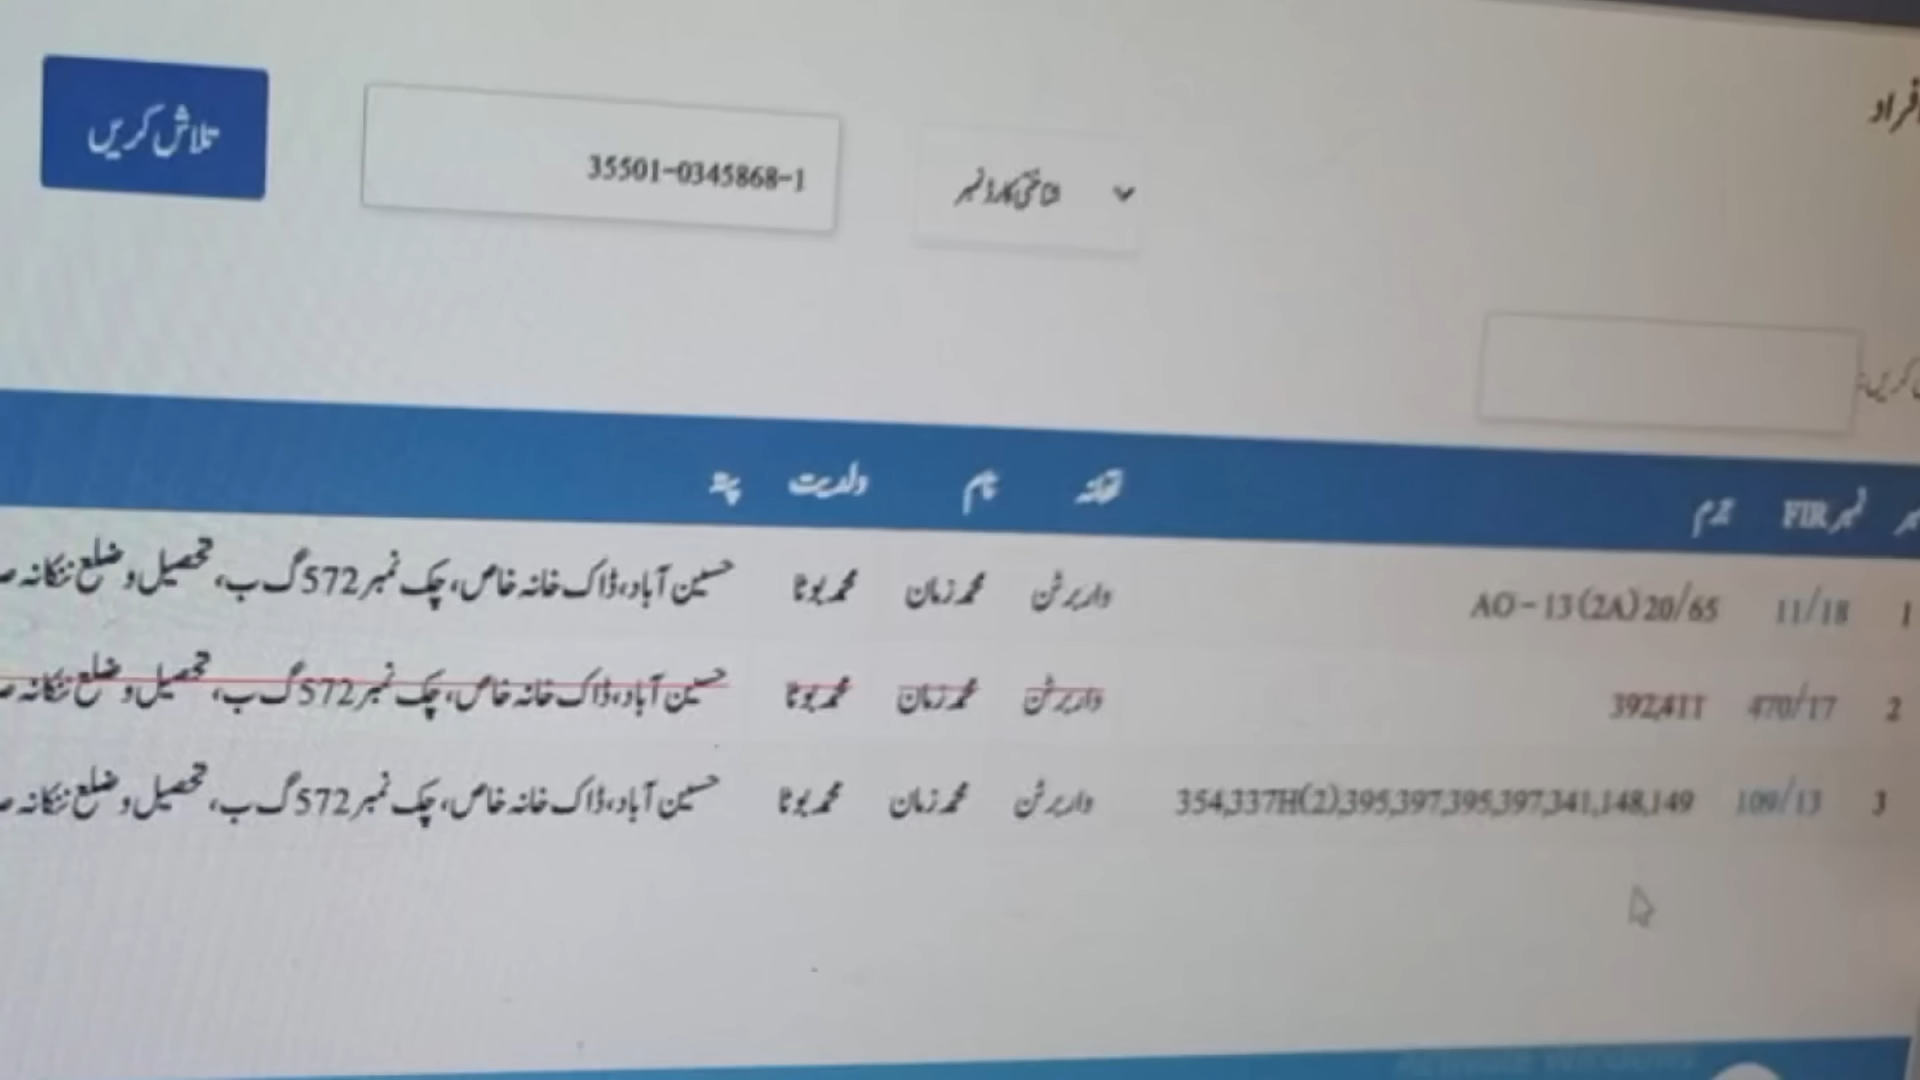 افراد
شناختی کارڈ نمبر 35501-0345868-1 تلاش کریں
کریں:
نمبر FIR جرم تھانہ نام ولدیت پتہ
1 11/18 AO-13(2A)20/65 واربرٹن محمد زمان محمد بوٹا حسین آباد، ڈاک خانہ خاص، چک نمبر 572 گ ب، تحصیل و ضلع ننکانہ ص
2 470/17 392,411 واربرٹن محمد زمان محمد بوٹا حسین آباد، ڈاک خانہ خاص، چک نمبر 572 گ ب، تحصیل و ضلع ننکانہ ص
3 109/13 354,337H(2),395,397,395,397,341,148,149 واربرٹن محمد زمان محمد بوٹا حسین آباد، ڈاک خانہ خاص، چک نمبر 572 گ ب، تحصیل و ضلع ننکانہ ص